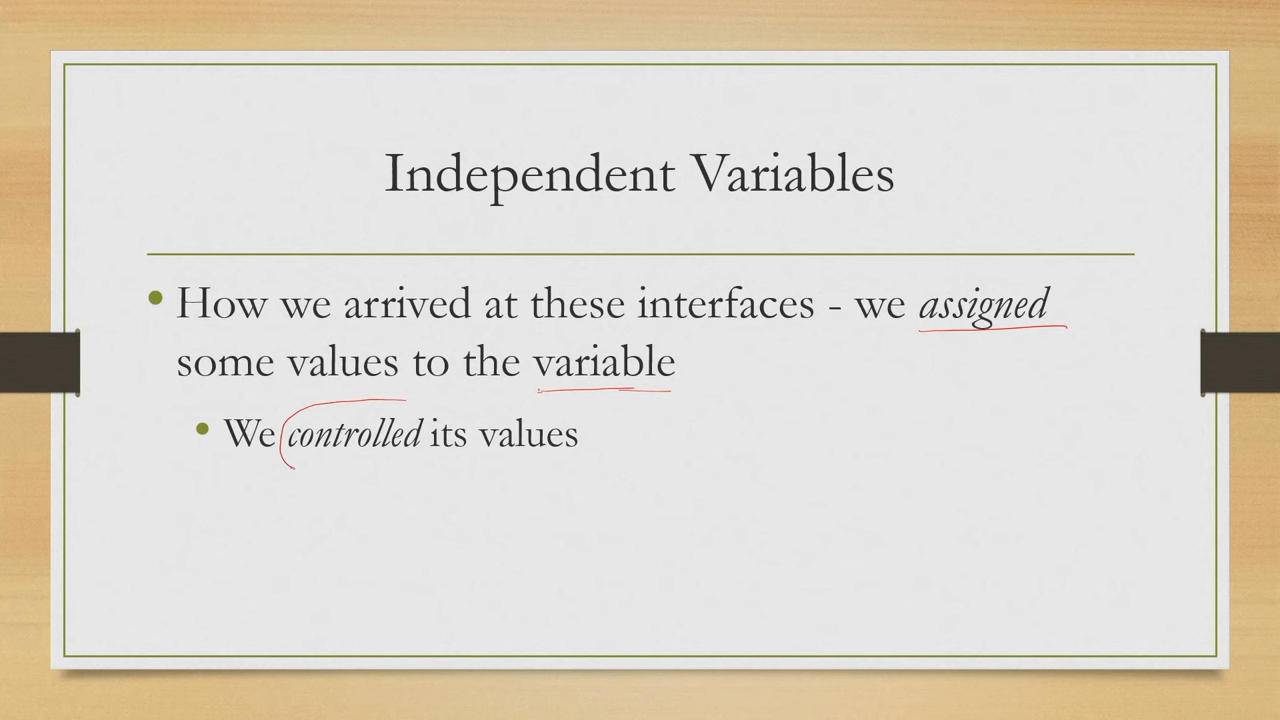 Independent Variables
• How we arrived at these interfaces - we assigned
some values to the variable
• We controlled its values